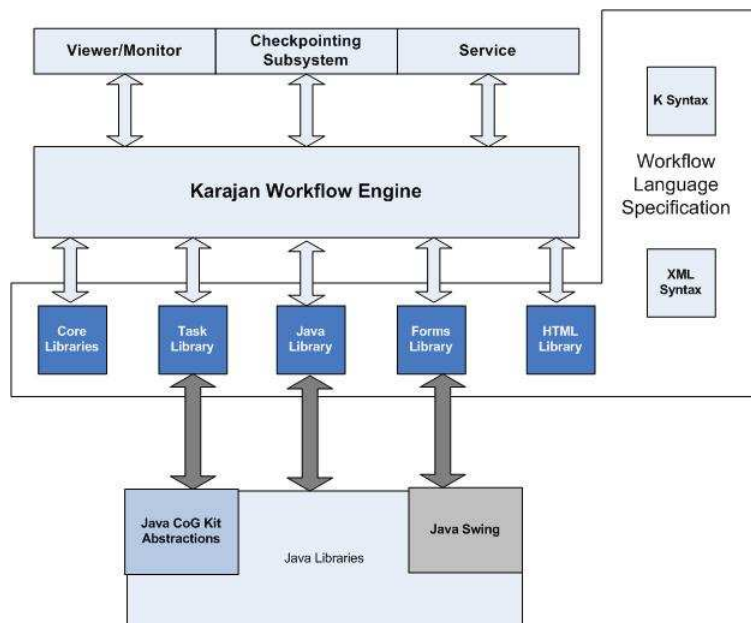 Viewer/Monitor
Checkpointing
Subsystem
Service
K Syntax
Karajan Workflow Engine
Workflow
Language
Specification
XML
Syntax
Core
Libraries
Task
Library
Java
Library
Forms
Library
HTML
Library
Java CoG Kit
Abstractions
Java Libraries
Java Swing